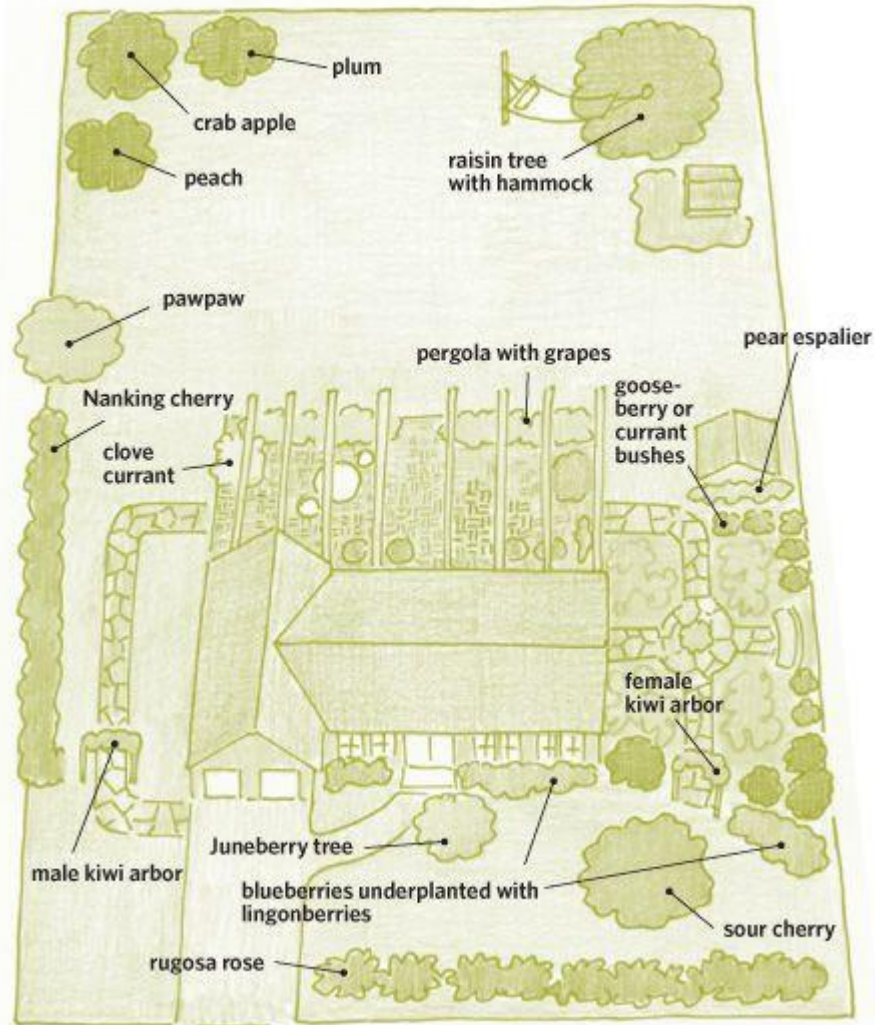 plum
crab apple
peach
raisin tree
with hammock
pawpaw
pergola with grapes
pear espalier
Nanking cherry
goose-
berry or
currant
bushes
clove
currant
female
kiwi arbor
Juneberry tree
male kiwi arbor
blueberries underplanted with
lingonberries
sour cherry
rugosa rose